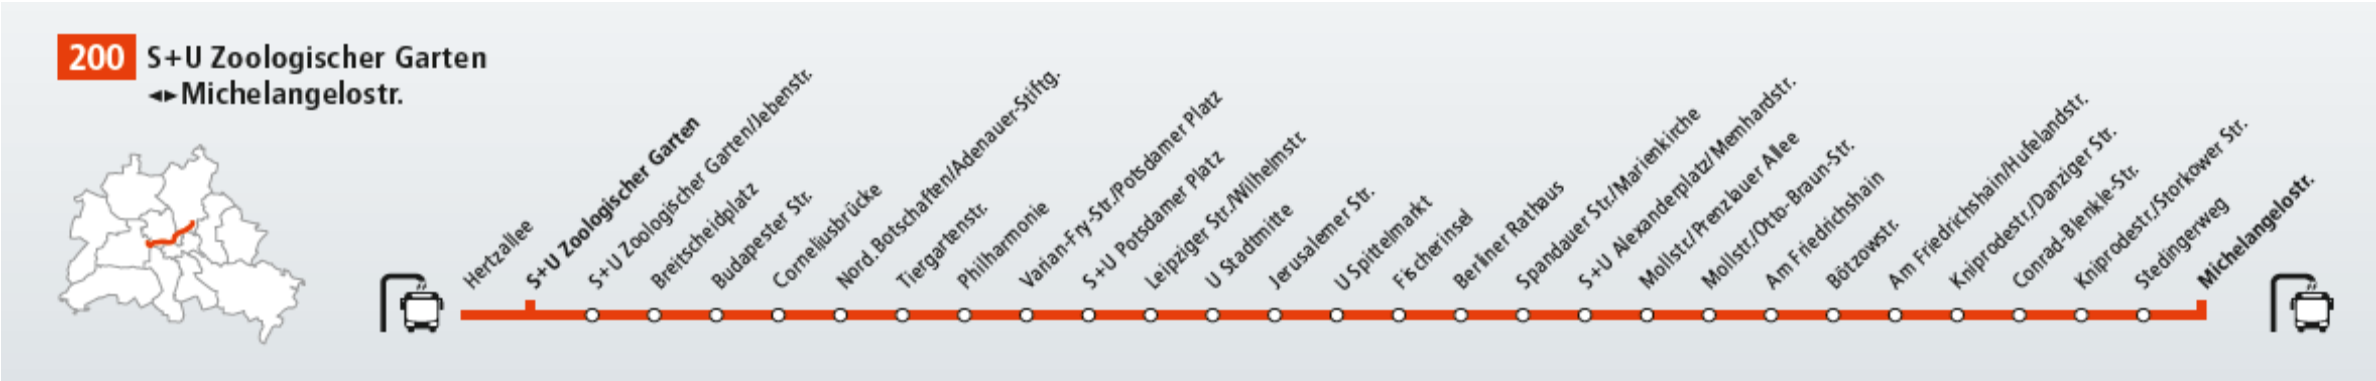 200 S+U Zoologischer Garten
◄►Michelangelostr.
Hertzallee
S+U Zoologischer Garten
S+U Zoologischer Garten/Jebenstr.
Breitscheidplatz
Budapester Str.
Corneliusbrücke
Nord. Botschaften/Adenauer-Stiftg.
Tiergartenstr.
Philharmonie
Varian-Fry-Str./Potsdamer Platz
S+U Potsdamer Platz
Leipziger Str./Wilhelmstr.
U Stadtmitte
Jerusalemer Str.
U Spittelmarkt
Fischerinsel
Berliner Rathaus
Spandauer Str./Marienkirche
S+U Alexanderplatz/Memhardstr.
Mollstr./Prenzlauer Allee
Mollstr./Otto-Braun-Str.
Am Friedrichshain
Bötzowstr.
Am Friedrichshain/Hufelandstr.
Kniprodestr./Danziger Str.
Conrad-Blenkle-Str.
Kniprodestr./Storkower Str.
Stedingerweg
Michelangelostr.